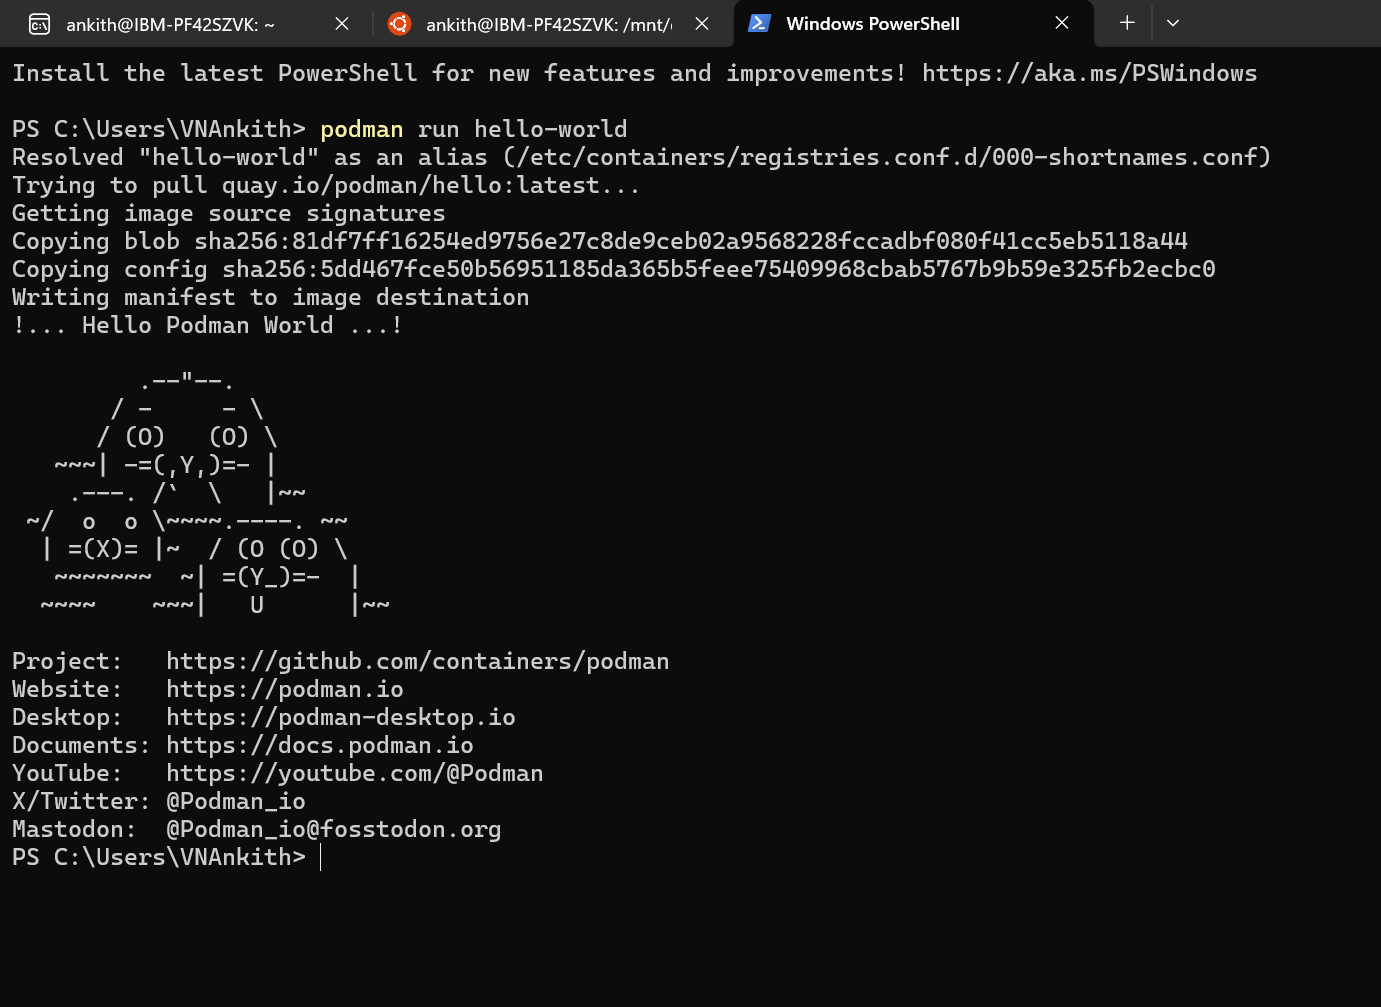 ankith@IBM-PF42SZVK: ~
ankith@IBM-PF42SZVK: /mnt/
Windows PowerShell
Install the latest PowerShell for new features and improvements! https://aka.ms/PSWindows
PS C:\Users\VNAnkith> podman run hello-world
Resolved "hello-world" as an alias (/etc/containers/registries.conf.d/000-shortnames.conf)
Trying to pull quay.io/podman/hello:latest...
Getting image source signatures
Copying blob sha256:81df7ff16254ed9756e27c8de9ceb02a9568228fccadbf080f41cc5eb5118a44
Copying config sha256:5dd467fce50b56951185da365b5feee75409968cbab5767b9b59e325fb2ecbc0
Writing manifest to image destination
!... Hello Podman World ...!
         .--"--.
       / -     - \
      / (O)   (O) \
   ~~~| -=(,Y,)=- |
    .---. /`  \   |~~
 ~/  o  o \~~~~.----. ~~
  | =(X)= |~  / (O (O) \
   ~~~~~~~  ~| =(Y_)=-  |
  ~~~~    ~~~|   U      |~~
Project:   https://github.com/containers/podman
Website:   https://podman.io
Desktop:   https://podman-desktop.io
Documents: https://docs.podman.io
YouTube:   https://youtube.com/@Podman
X/Twitter: @Podman_io
Mastodon:  @Podman_io@fosstodon.org
PS C:\Users\VNAnkith>